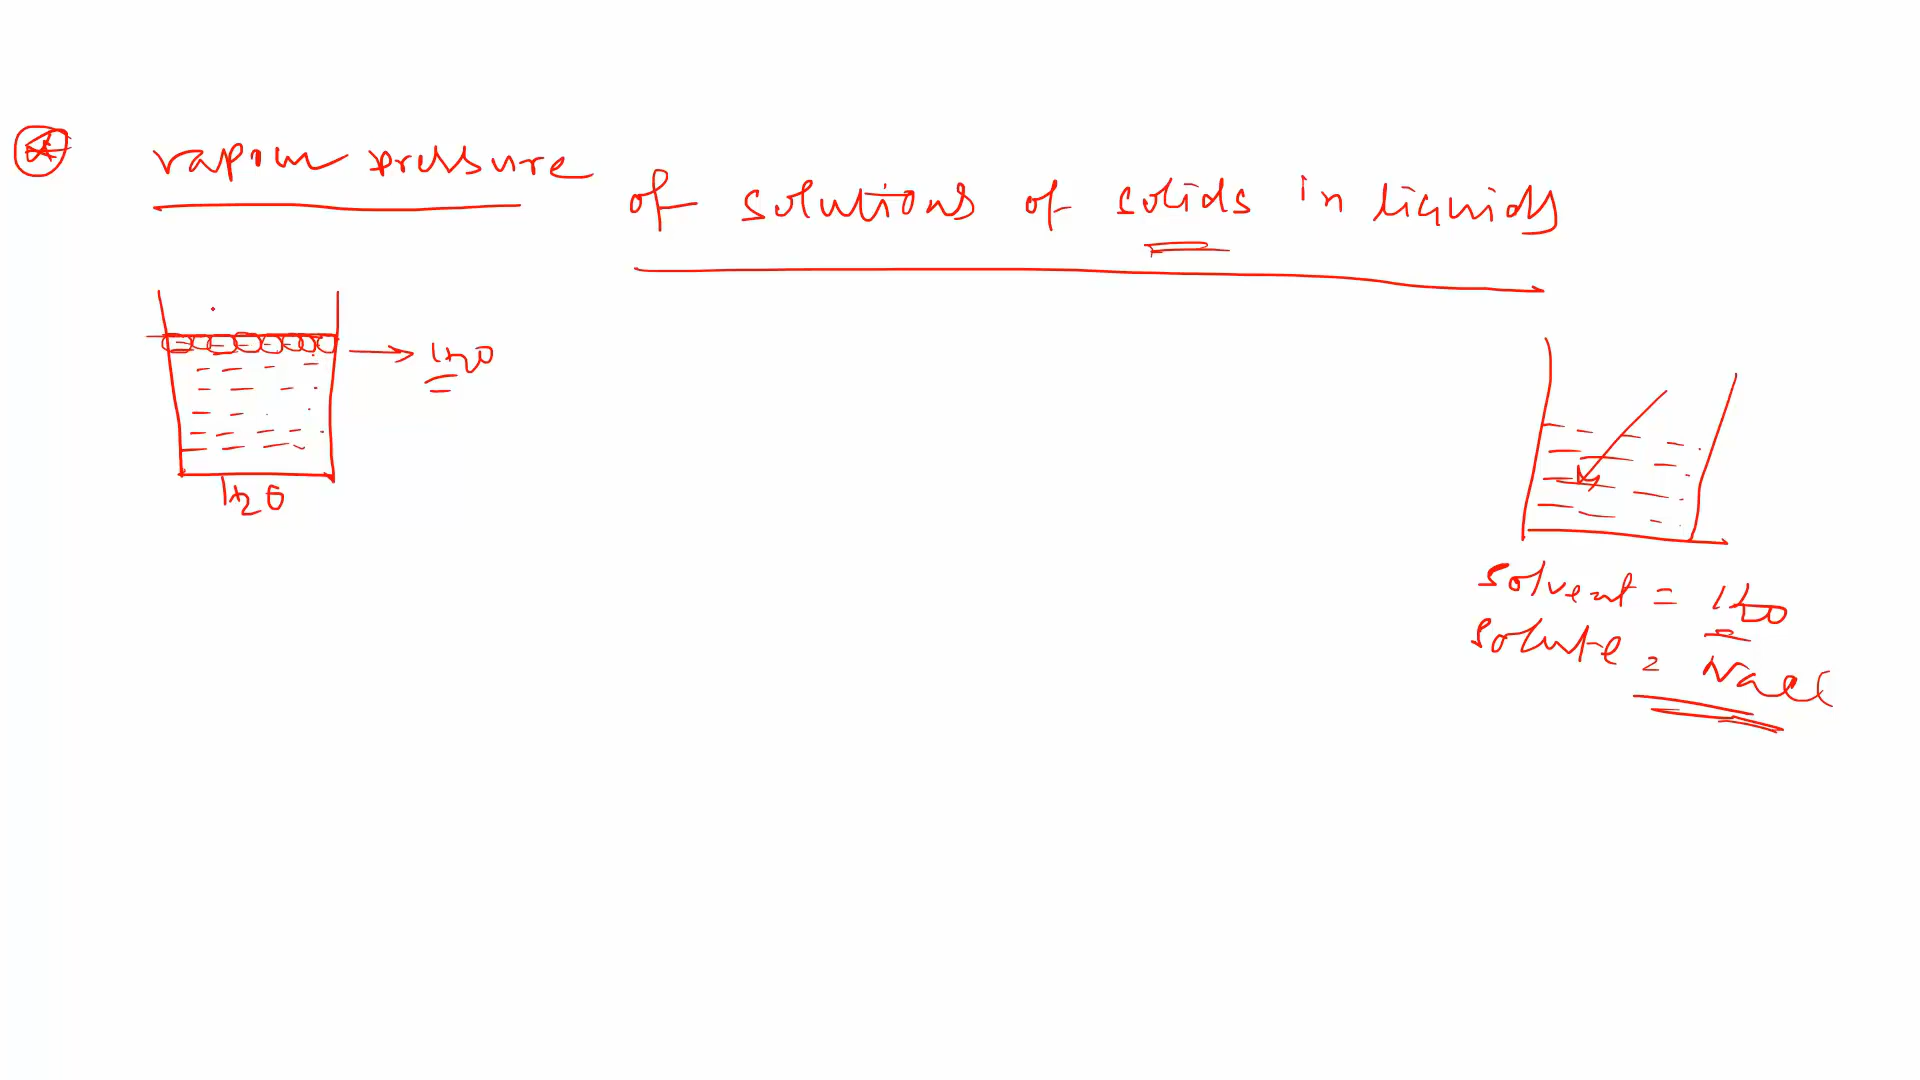 vapour pressure of solutions of solids in liquids
H2O
H2O
solvent = H2O
solute = NaCl